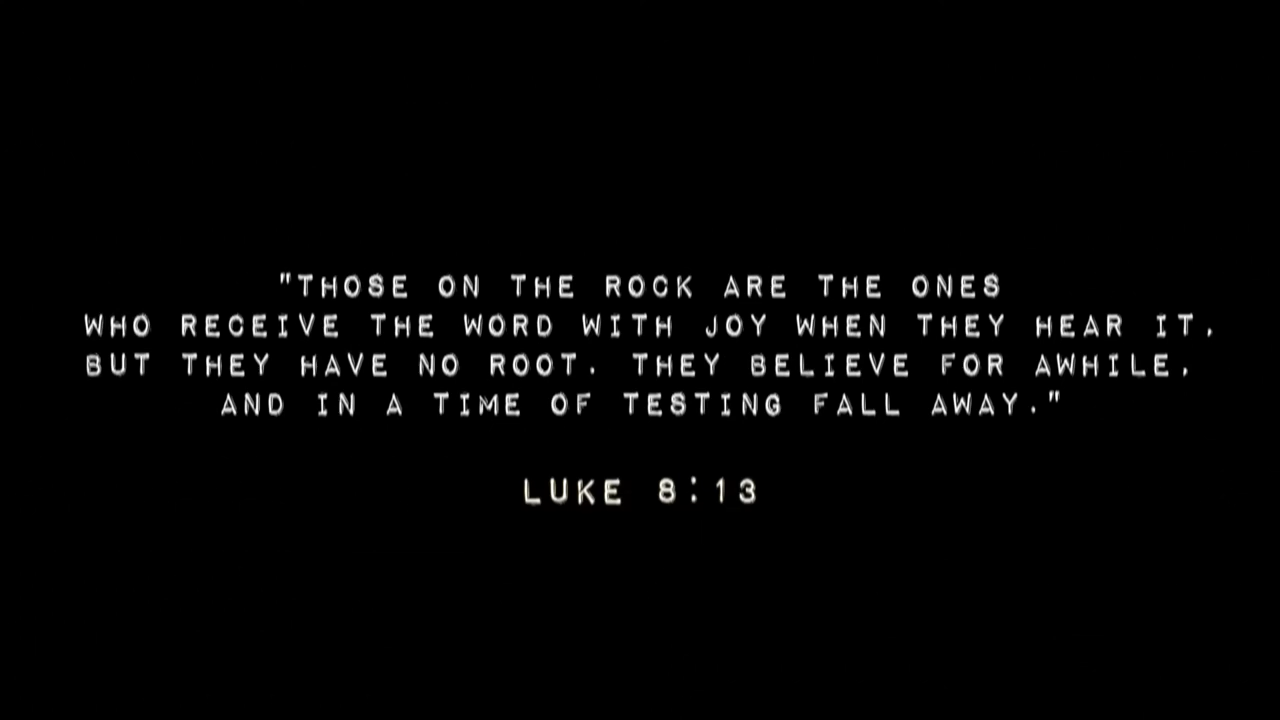 "THOSE ON THE ROCK ARE THE ONES
WHO RECEIVE THE WORD WITH JOY WHEN THEY HEAR IT,
BUT THEY HAVE NO ROOT. THEY BELIEVE FOR AWHILE,
AND IN A TIME OF TESTING FALL AWAY."
LUKE 8:13